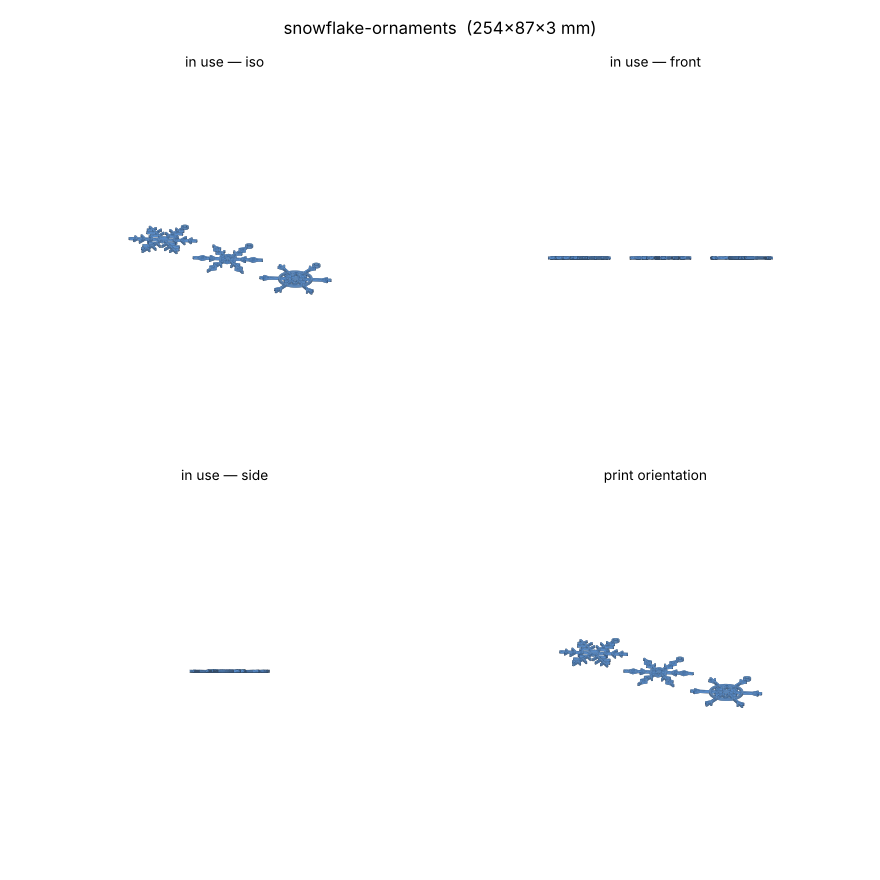 snowflake-ornaments (254×87×3 mm)
in use — iso
in use — front
in use — side
print orientation